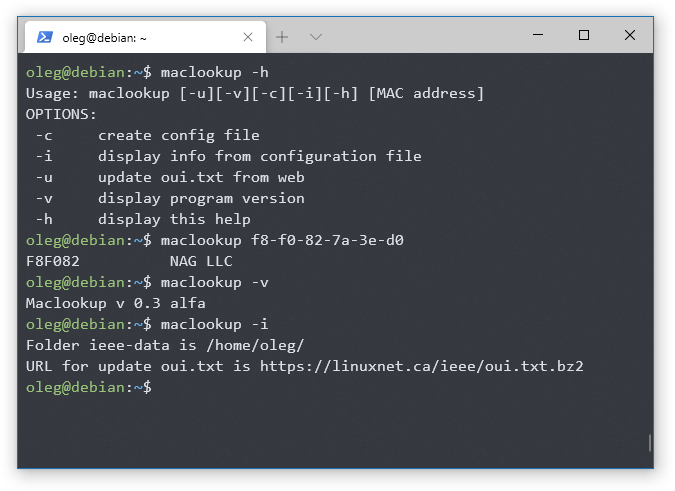 oleg@debian: ~
oleg@debian:~$ maclookup -h
Usage: maclookup [-u][-v][-c][-i][-h] [MAC address]
OPTIONS:
-c create config file
-i display info from configuration file
-u update oui.txt from web
-v display program version
-h display this help
oleg@debian:~$ maclookup f8-f0-82-7a-3e-d0
F8F082 NAG LLC
oleg@debian:~$ maclookup -v
Maclookup v 0.3 alfa
oleg@debian:~$ maclookup -i
Folder ieee-data is /home/oleg/
URL for update oui.txt is https://linuxnet.ca/ieee/oui.txt.bz2
oleg@debian:~$